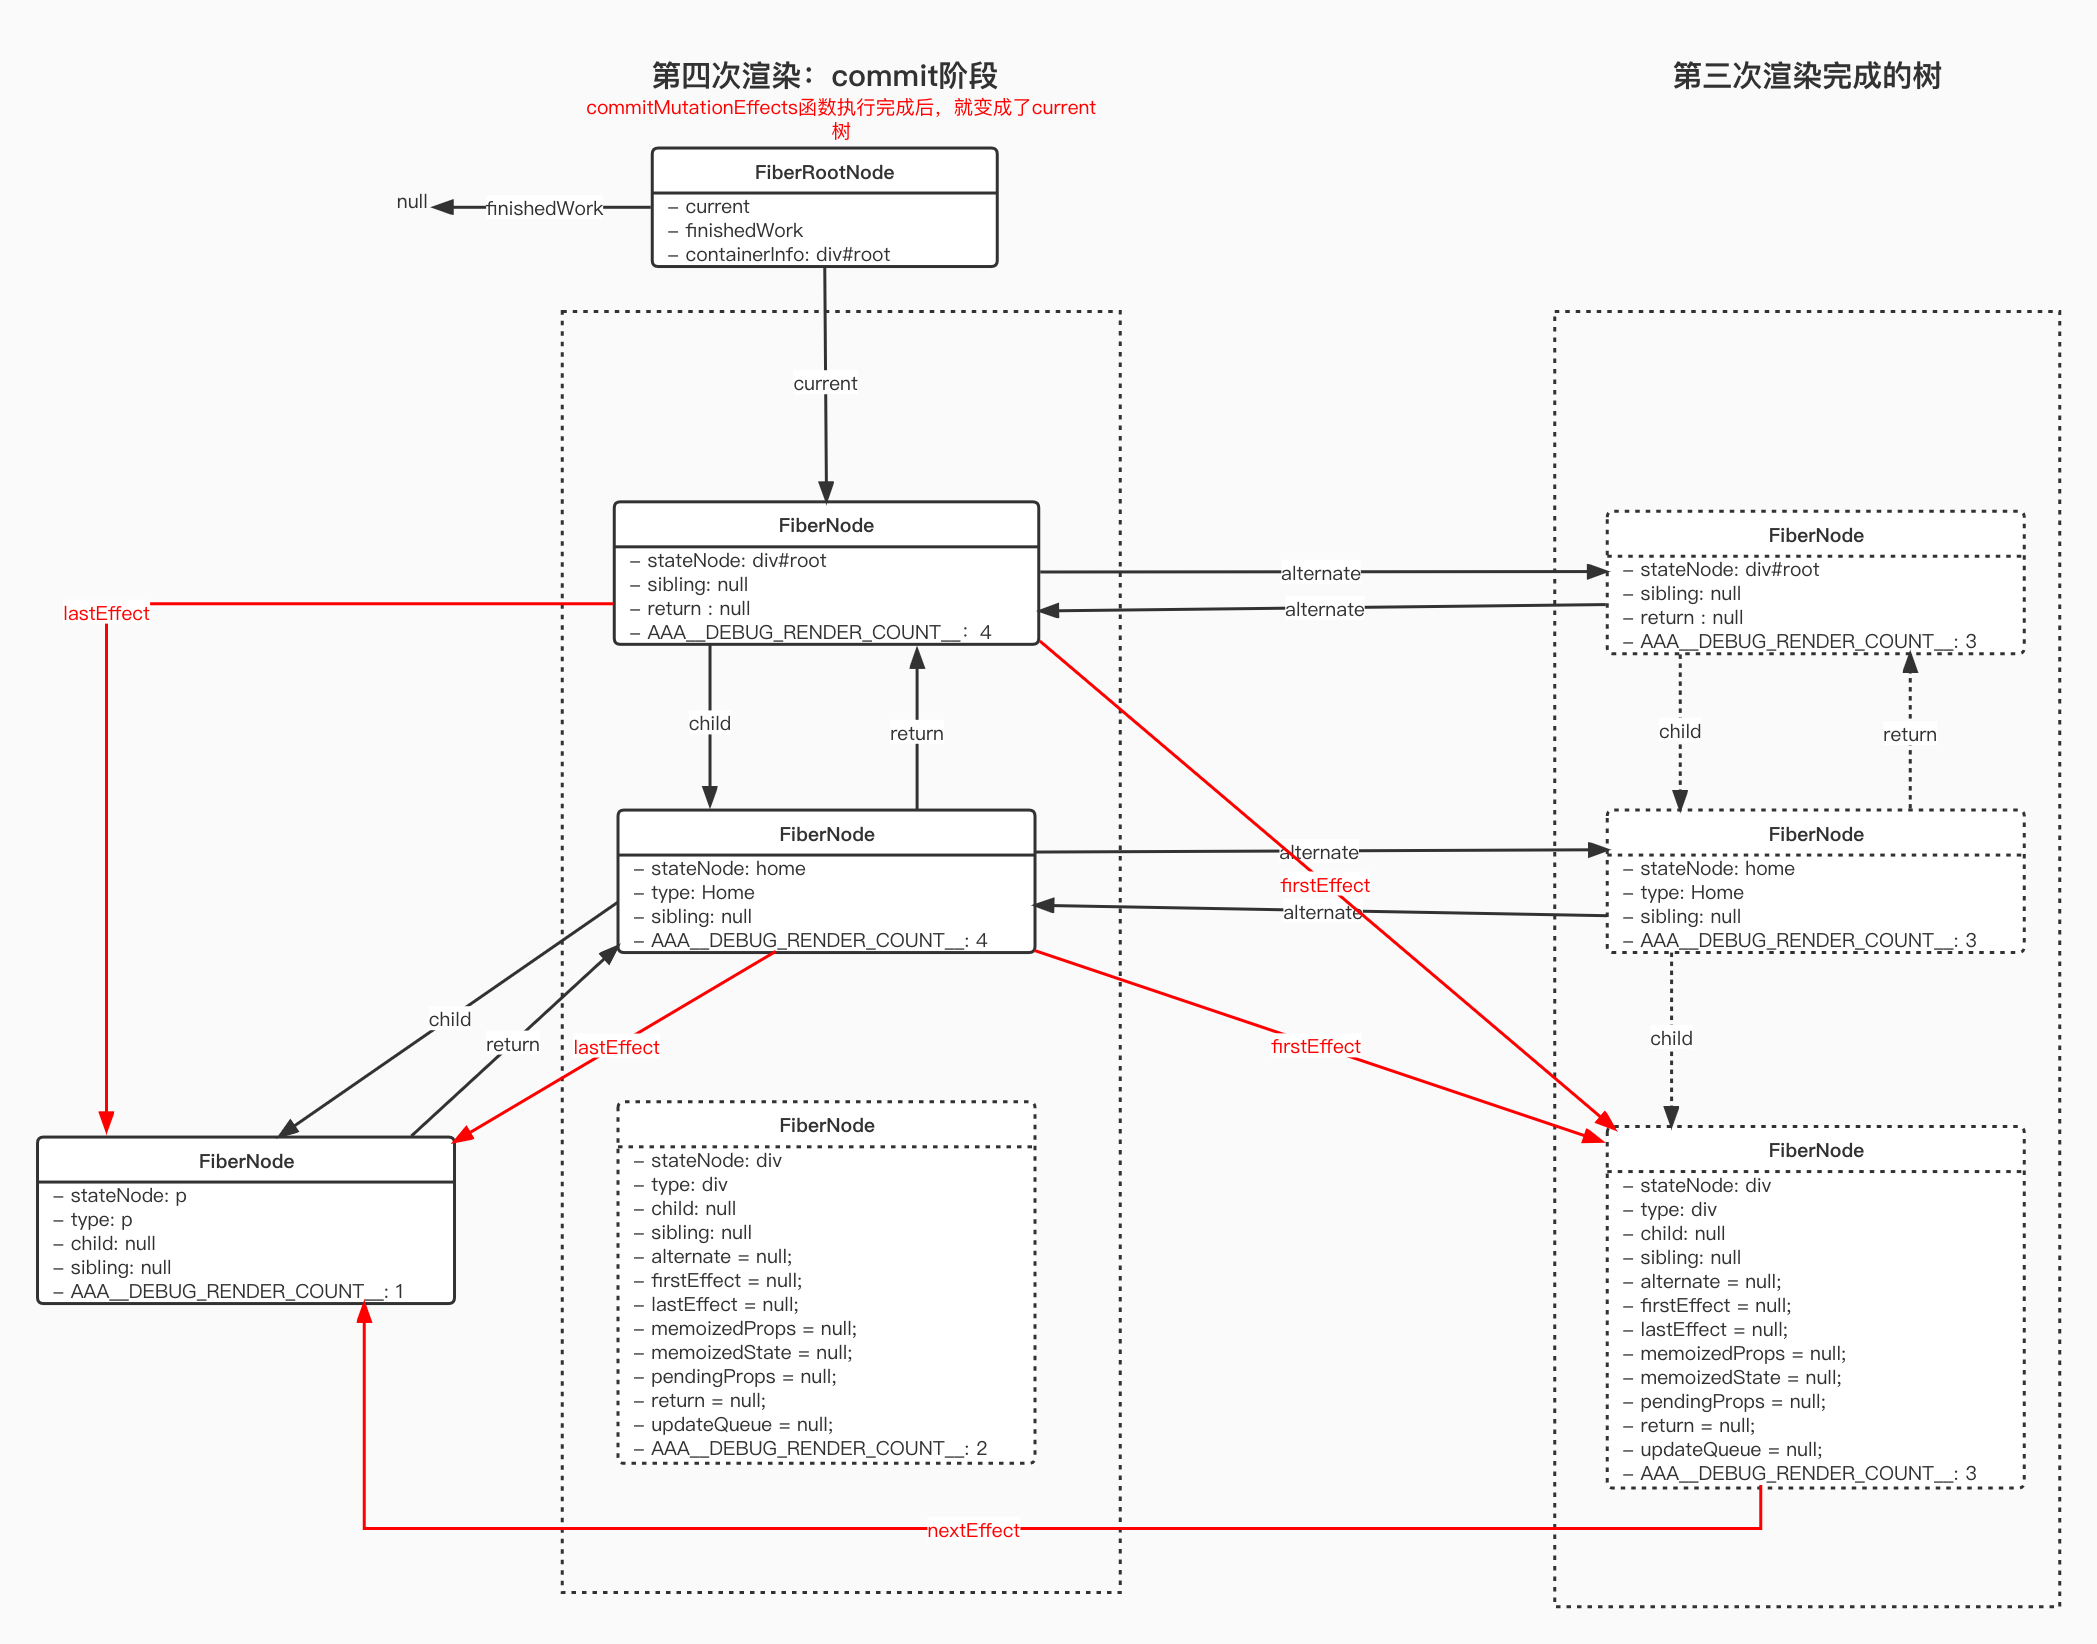 第四次渲染：commit阶段
commitMutationEffects函数执行完成后，就变成了current
树
第三次渲染完成的树
FiberRootNode
– current
– finishedWork
– containerInfo: div#root
null
finishedWork
current
FiberNode
– stateNode: div#root
– sibling: null
– return : null
– AAA__DEBUG_RENDER_COUNT__：4
alternate
alternate
FiberNode
– stateNode: div#root
– sibling: null
– return : null
– AAA__DEBUG_RENDER_COUNT__: 3
lastEffect
child
return
child
return
FiberNode
– stateNode: home
– type: Home
– sibling: null
– AAA__DEBUG_RENDER_COUNT__: 4
alternate
firstEffect
alternate
FiberNode
– stateNode: home
– type: Home
– sibling: null
– AAA__DEBUG_RENDER_COUNT__: 3
child
return
lastEffect
firstEffect
child
FiberNode
– stateNode: p
– type: p
– child: null
– sibling: null
– AAA__DEBUG_RENDER_COUNT__: 1
FiberNode
– stateNode: div
– type: div
– child: null
– sibling: null
– alternate = null;
– firstEffect = null;
– lastEffect = null;
– memoizedProps = null;
– memoizedState = null;
– pendingProps = null;
– return = null;
– updateQueue = null;
– AAA__DEBUG_RENDER_COUNT__: 2
FiberNode
– stateNode: div
– type: div
– child: null
– sibling: null
– alternate = null;
– firstEffect = null;
– lastEffect = null;
– memoizedProps = null;
– memoizedState = null;
– pendingProps = null;
– return = null;
– updateQueue = null;
– AAA__DEBUG_RENDER_COUNT__: 3
nextEffect